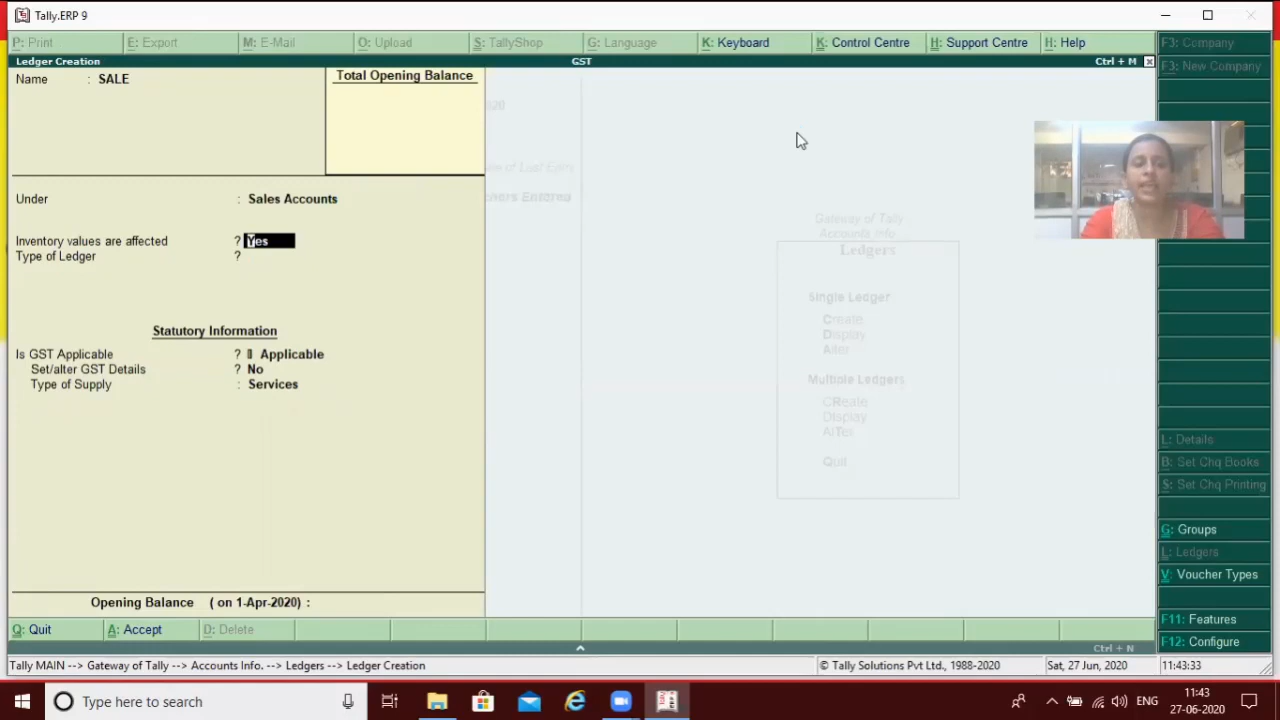 Tally.ERP 9
P: Print
E: Export
M: E-Mail
O: Upload
S: TallyShop
G: Language
K: Keyboard
K: Control Centre
H: Support Centre
H: Help
F3: Company
Ledger Creation
GST
Ctrl + M
F3: New Company
Name : SALE
Total Opening Balance
Under : Sales Accounts
Inventory values are affected ? Yes
Type of Ledger ?
Statutory Information
Is GST Applicable ? Applicable
Set/alter GST Details ? No
Type of Supply : Services
Opening Balance ( on 1-Apr-2020) :
Gateway of Tally
Accounts Info.
Ledgers
Single Ledger
Create
Display
Alter
Multiple Ledgers
CReate
DIsplay
AlTer
Quit
L: Details
B: Set Chq Books
S: Set Chq Printing
G: Groups
L: Ledgers
V: Voucher Types
F11: Features
F12: Configure
Q: Quit
A: Accept
D: Delete
Ctrl + N
Tally MAIN --> Gateway of Tally --> Accounts Info. --> Ledgers --> Ledger Creation
© Tally Solutions Pvt Ltd., 1988-2020
Sat, 27 Jun, 2020
11:43:33
Type here to search
ENG
11:43
27-06-2020